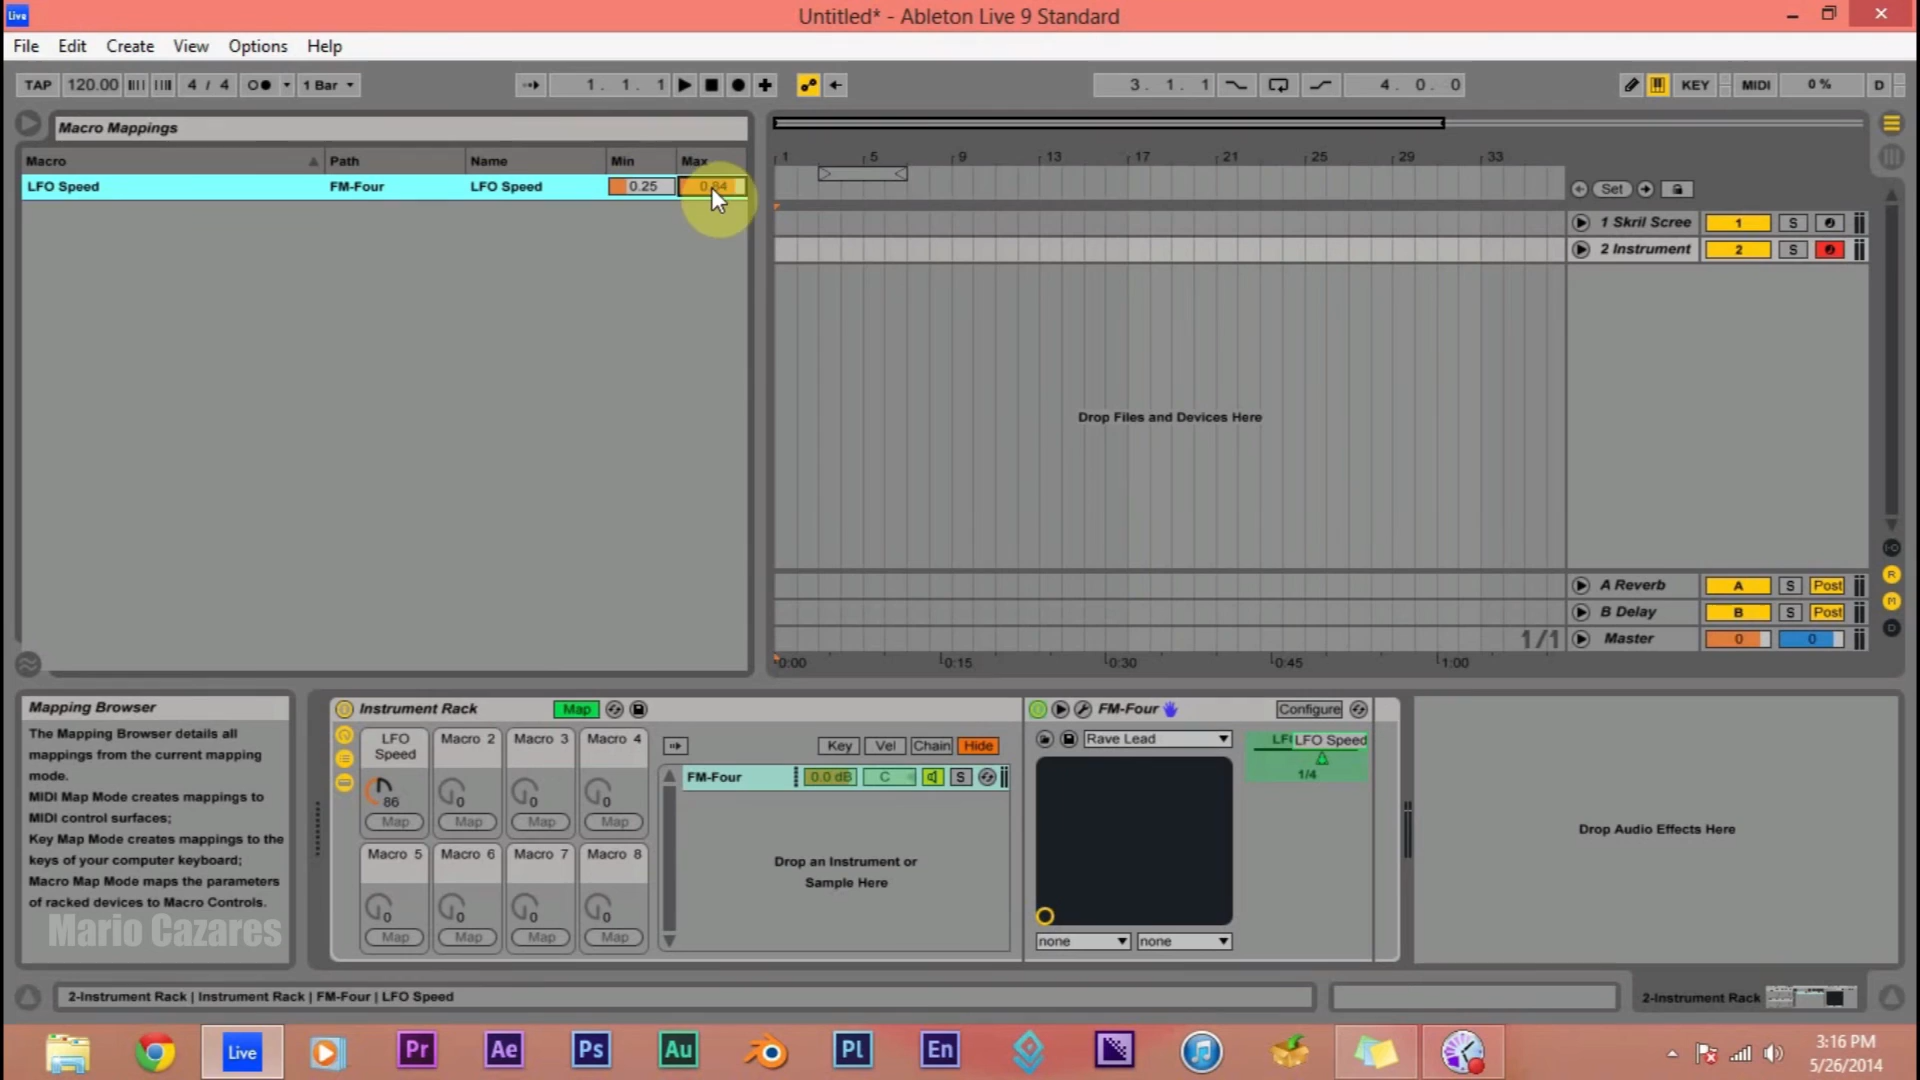 Live Untitled* - Ableton Live 9 Standard
File Edit Create View Options Help
TAP 120.00 4 / 4 1 Bar 1. 1. 1 3. 1. 1 4. 0. 0 KEY MIDI 0 % D
Macro Mappings
Macro Path Name Min Max
LFO Speed FM-Four LFO Speed 0.25 0.84
1 5 9 13 17 21 25 29 33
Set
1 Skril Scree 1 S
2 Instrument 2 S
Drop Files and Devices Here
A Reverb A S Post
B Delay B S Post
1/1 Master 0 0
0:00 0:15 0:30 0:45 1:00
Mapping Browser
The Mapping Browser details all
mappings from the current mapping
mode.
MIDI Map Mode creates mappings to
MIDI control surfaces;
Key Map Mode creates mappings to the
keys of your computer keyboard;
Macro Map Mode maps the parameters
of racked devices to Macro Controls.
Mario Cazares
Instrument Rack Map
LFO Speed Macro 2 Macro 3 Macro 4
86 0 0 0
Map Map Map Map
Macro 5 Macro 6 Macro 7 Macro 8
0 0 0 0
Map Map Map Map
Key Vel Chain Hide
FM-Four 0.0 dB C S
Drop an Instrument or
Sample Here
FM-Four Configure
Rave Lead
LFO Speed
1/4
none none
Drop Audio Effects Here
2-Instrument Rack | Instrument Rack | FM-Four | LFO Speed
2-Instrument Rack
Live Pr Ae Ps Au Pl En
3:16 PM
5/26/2014